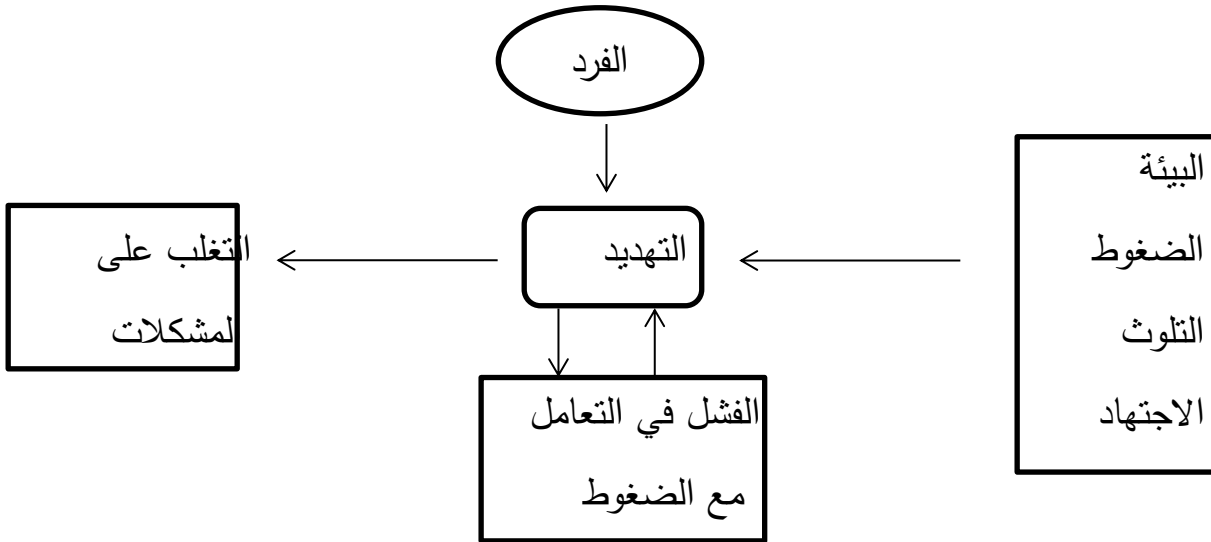 الفرد
البيئة
الضغوط
التلوث
الاجتهاد
التهديد
التغلب على
لمشكلات
الفشل في التعامل
مع الضغوط